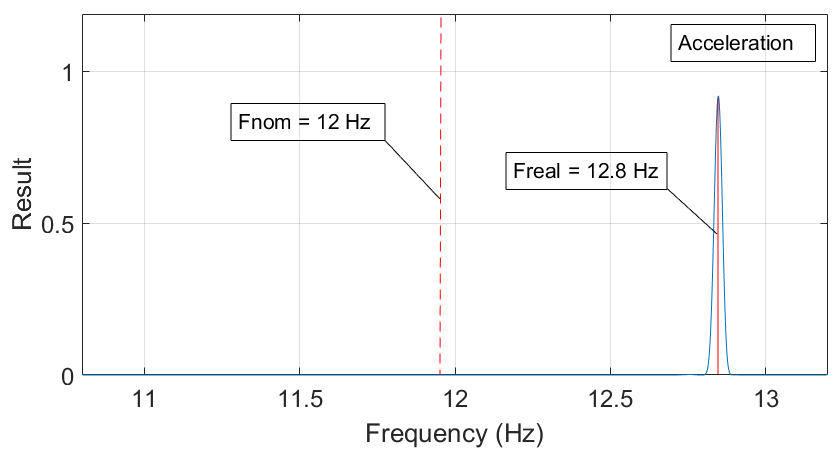 Acceleration
1
Fnom = 12 Hz
Freal = 12.8 Hz
Result
0.5
0
11
11.5
12
12.5
13
Frequency (Hz)